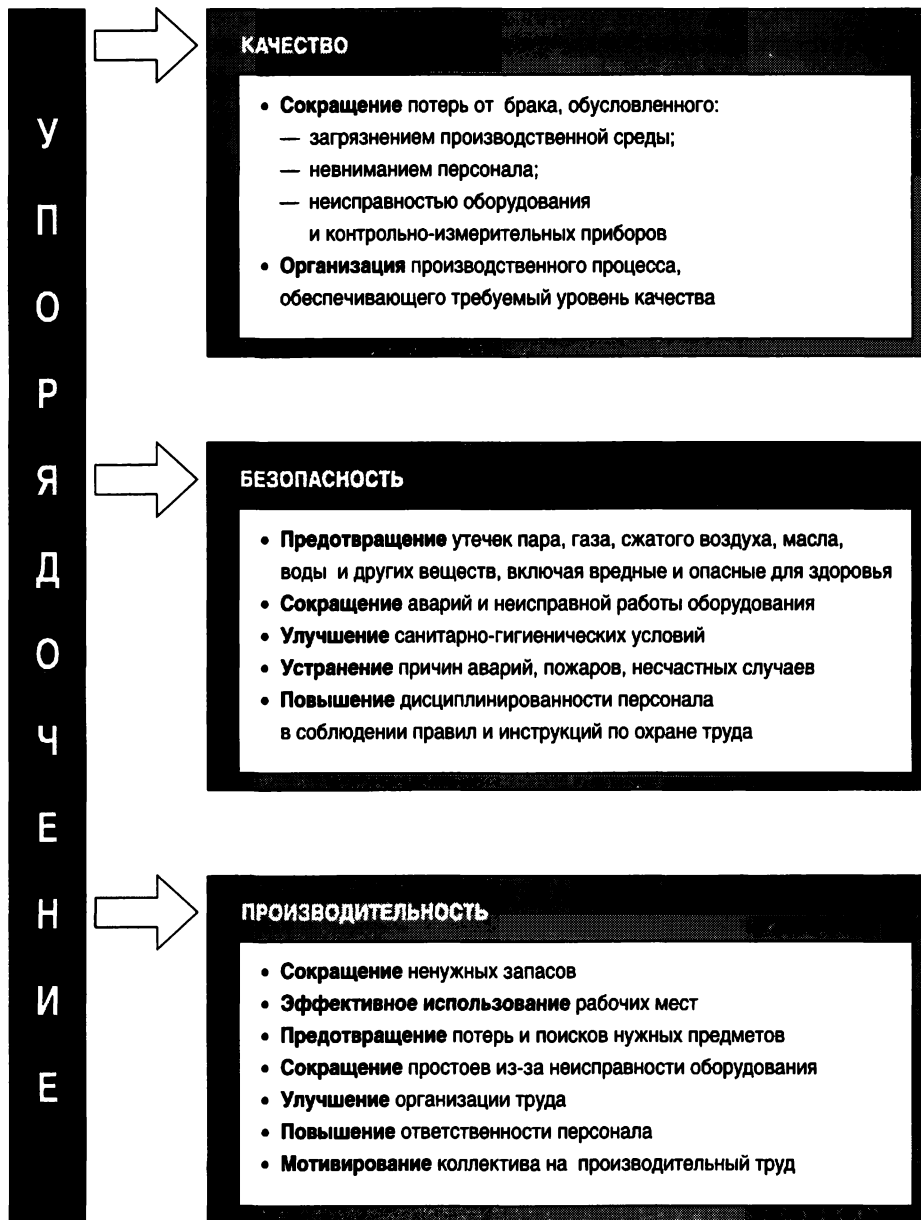 УПОРЯДОЧЕНИЕ
КАЧЕСТВО
• Сокращение потерь от брака, обусловленного:
— загрязнением производственной среды;
— невниманием персонала;
— неисправностью оборудования
и контрольно-измерительных приборов
• Организация производственного процесса,
обеспечивающего требуемый уровень качества
БЕЗОПАСНОСТЬ
• Предотвращение утечек пара, газа, сжатого воздуха, масла,
воды и других веществ, включая вредные и опасные для здоровья
• Сокращение аварий и неисправной работы оборудования
• Улучшение санитарно-гигиенических условий
• Устранение причин аварий, пожаров, несчастных случаев
• Повышение дисциплинированности персонала
в соблюдении правил и инструкций по охране труда
ПРОИЗВОДИТЕЛЬНОСТЬ
• Сокращение ненужных запасов
• Эффективное использование рабочих мест
• Предотвращение потерь и поисков нужных предметов
• Сокращение простоев из-за неисправности оборудования
• Улучшение организации труда
• Повышение ответственности персонала
• Мотивирование коллектива на производительный труд